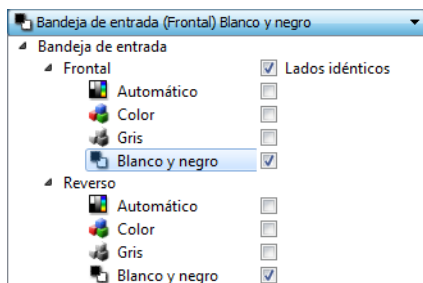 Bandeja de entrada (Frontal) Blanco y negro
Bandeja de entrada
Frontal Lados idénticos
Automático
Color
Gris
Blanco y negro
Reverso
Automático
Color
Gris
Blanco y negro